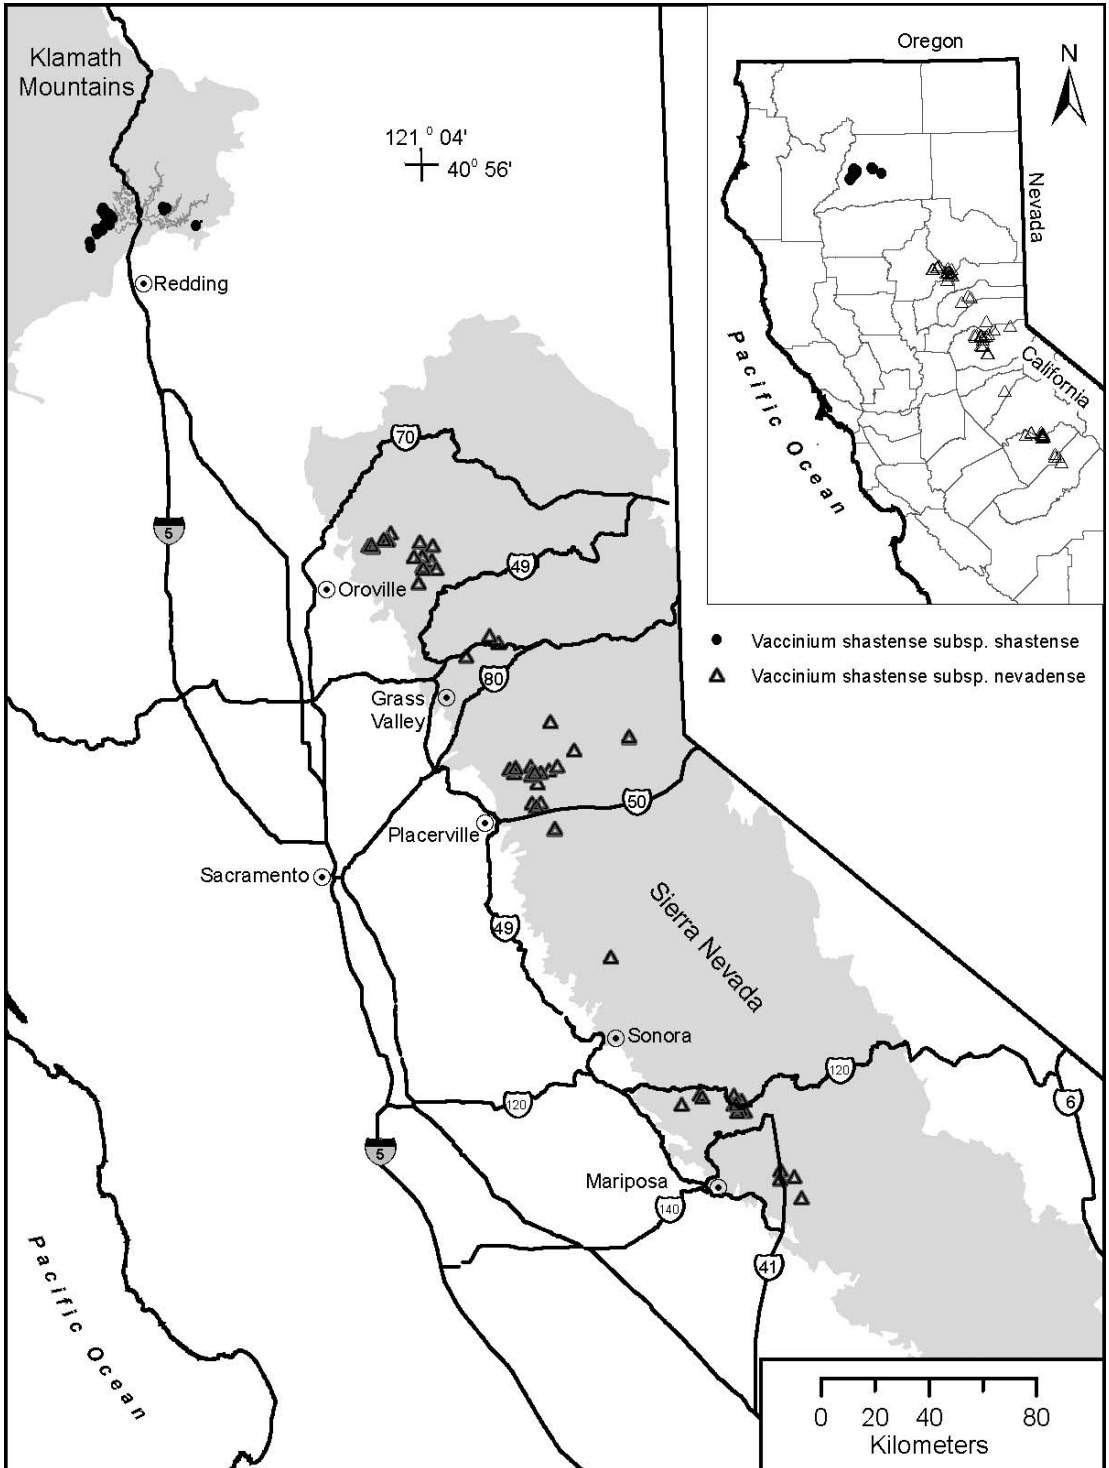 Klamath
Mountains
121 ° 04'
40° 56'
Redding
Oregon
N
Nevada
California
Pacific Ocean
Vaccinium shastense subsp. shastense
Vaccinium shastense subsp. nevadense
70
5
49
Oroville
80
Grass
Valley
50
Placerville
Sacramento
49
Sierra Nevada
Sonora
120
120
6
5
Mariposa
140
41
Pacific Ocean
0 20 40 80
Kilometers